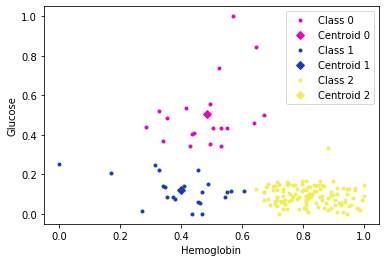 1.0
0.8
0.6
0.4
0.2
0.0
Glucose
0.0 0.2 0.4 0.6 0.8 1.0
Hemoglobin
Class 0
Centroid 0
Class 1
Centroid 1
Class 2
Centroid 2